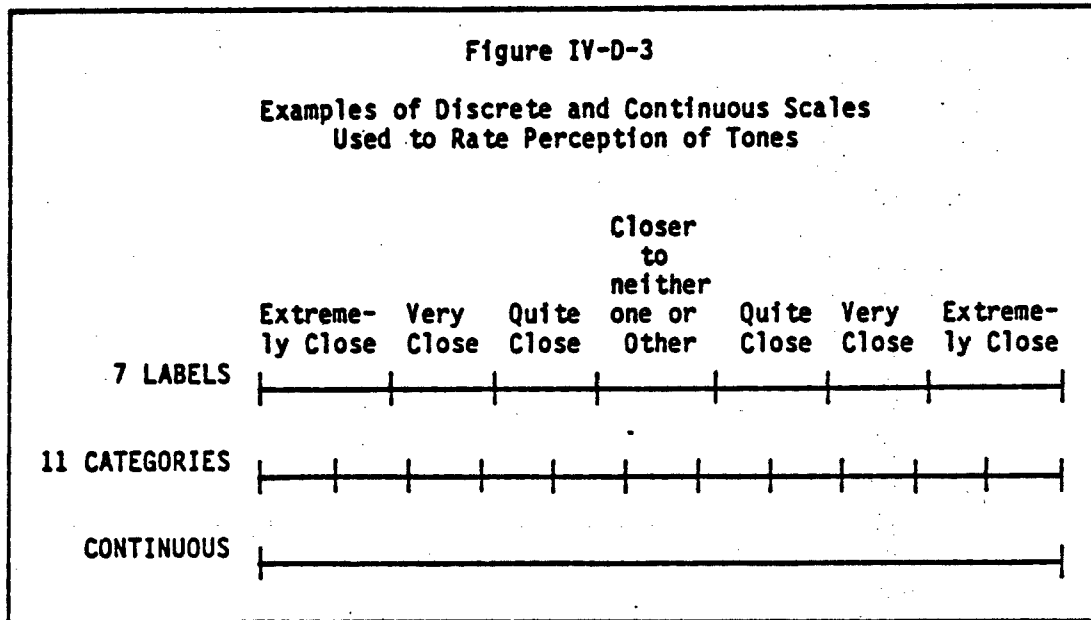 Figure IV-D-3
Examples of Discrete and Continuous Scales
Used to Rate Perception of Tones
Closer
to
neither
Extreme- Very Quite one or Quite Very Extreme-
ly Close Close Close Other Close Close ly Close
7 LABELS
11 CATEGORIES
CONTINUOUS